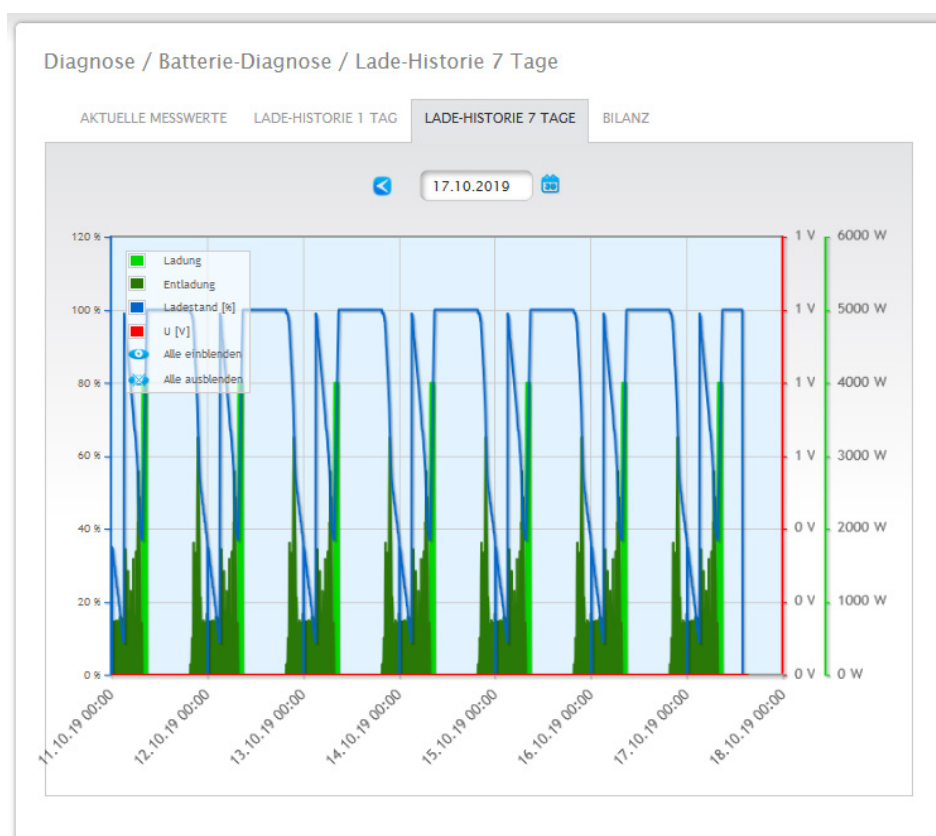 Diagnose / Batterie-Diagnose / Lade-Historie 7 Tage
AKTUELLE MESSWERTE LADE-HISTORIE 1 TAG LADE-HISTORIE 7 TAGE BILANZ
17.10.2019 20
120 % 1 V 6000 W
Ladung
Entladung
100 % Ladestand [%] 1 V 5000 W
U [V]
Alle einblenden
Alle ausblenden
80 % 1 V 4000 W
60 % 1 V 3000 W
40 % 0 V 2000 W
20 % 0 V 1000 W
0 % 0 V 0 W
11.10.19 00:00 12.10.19 00:00 13.10.19 00:00 14.10.19 00:00 15.10.19 00:00 16.10.19 00:00 17.10.19 00:00 18.10.19 00:00